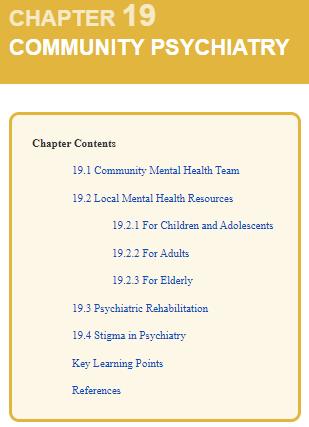 CHAPTER 19
COMMUNITY PSYCHIATRY
Chapter Contents
19.1 Community Mental Health Team
19.2 Local Mental Health Resources
19.2.1 For Children and Adolescents
19.2.2 For Adults
19.2.3 For Elderly
19.3 Psychiatric Rehabilitation
19.4 Stigma in Psychiatry
Key Learning Points
References